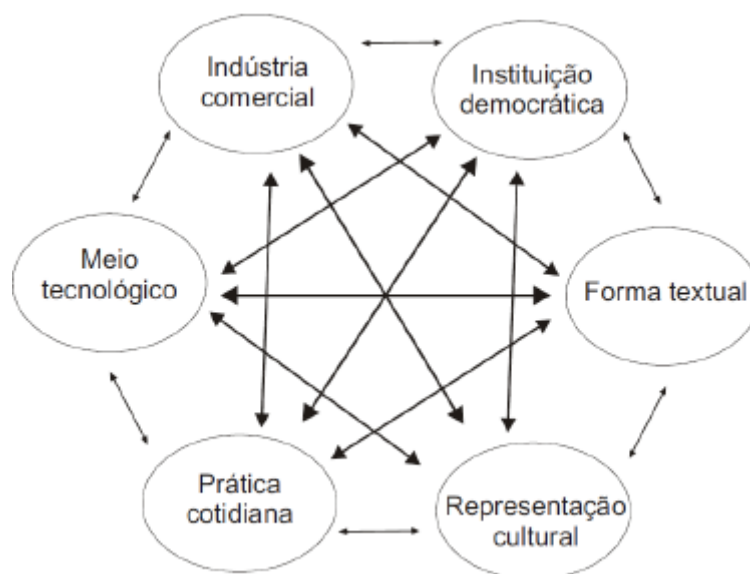 Indústria
comercial
Instituição
democrática
Meio
tecnológico
Forma textual
Prática
cotidiana
Representação
cultural